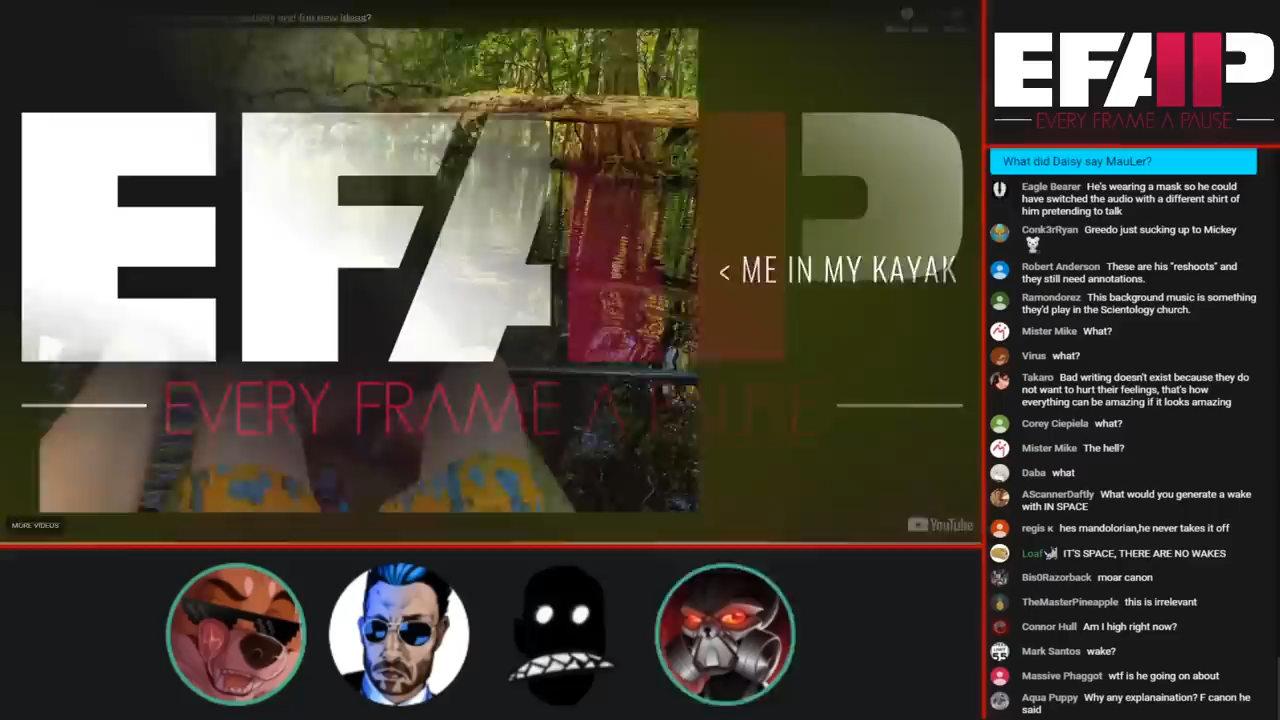 and fun new ideas?
EFAP
< ME IN MY KAYAK
EVERY FRAME A PAUSE
MORE VIDEOS
YouTube
EFAP
EVERY FRAME A PAUSE
What did Daisy say MauLer?
Eagle Bearer He's wearing a mask so he could
have switched the audio with a different shirt of
him pretending to talk
Conk3rRyan Greedo just sucking up to Mickey
Robert Anderson These are his "reshoots" and
they still need annotations.
Ramondorez This background music is something
they'd play in the Scientology church.
Mister Mike What?
Virus what?
Takaro Bad writing doesn't exist because they do
not want to hurt their feelings, that's how
everything can be amazing if it looks amazing
Corey Ciepiela what?
Mister Mike The hell?
Daba what
AScannerDaftly What would you generate a wake
with IN SPACE
regis κ hes mandolorian,he never takes it off
Loaf IT'S SPACE, THERE ARE NO WAKES
Bis0Razorback moar canon
TheMasterPineapple this is irrelevant
Connor Hull Am I high right now?
Mark Santos wake?
Massive Phaggot wtf is he going on about
Aqua Puppy Why any explanaination? F canon he
said